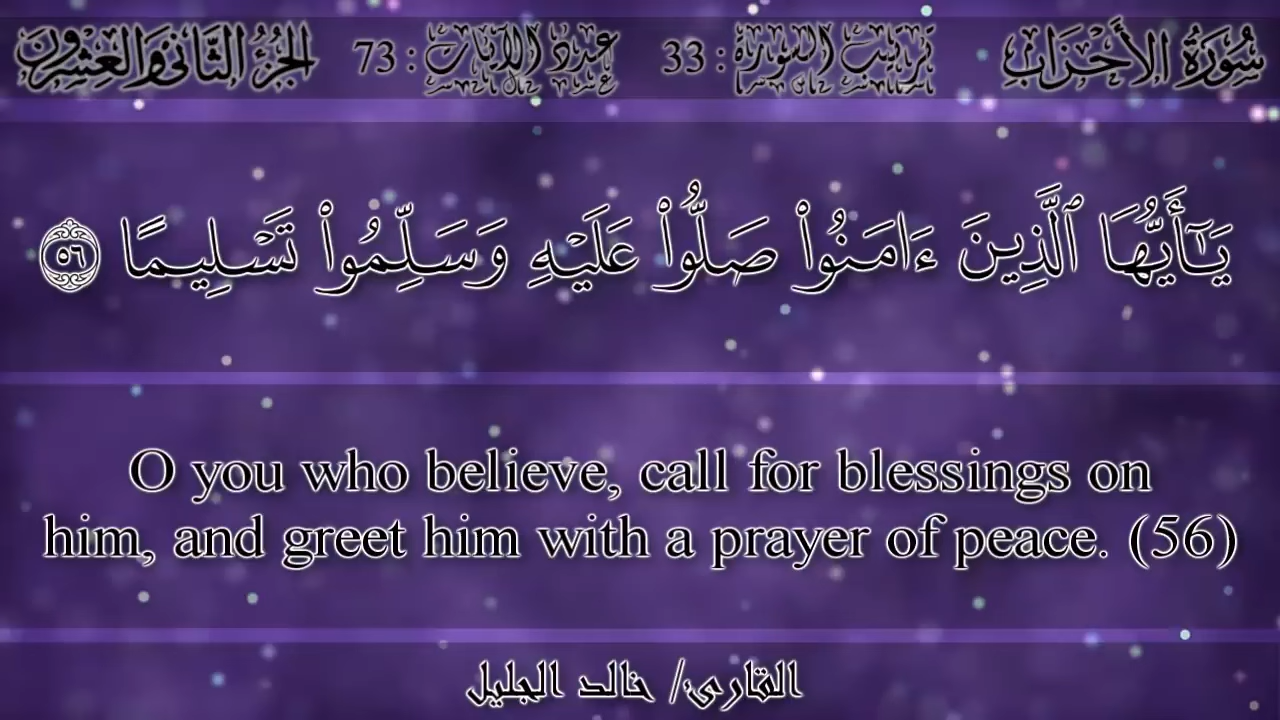 سُورَةُ الأَحْزَابِ ترتيب السورة : 33 عدد الآيات : 73 الجزء الثاني والعشرون
يَـٰٓأَيُّهَا ٱلَّذِينَ ءَامَنُوا۟ صَلُّوا۟ عَلَيْهِ وَسَلِّمُوا۟ تَسْلِيمًا ٥٦
O you who believe, call for blessings on
him, and greet him with a prayer of peace. (56)
القارئ/ خالد الجليل